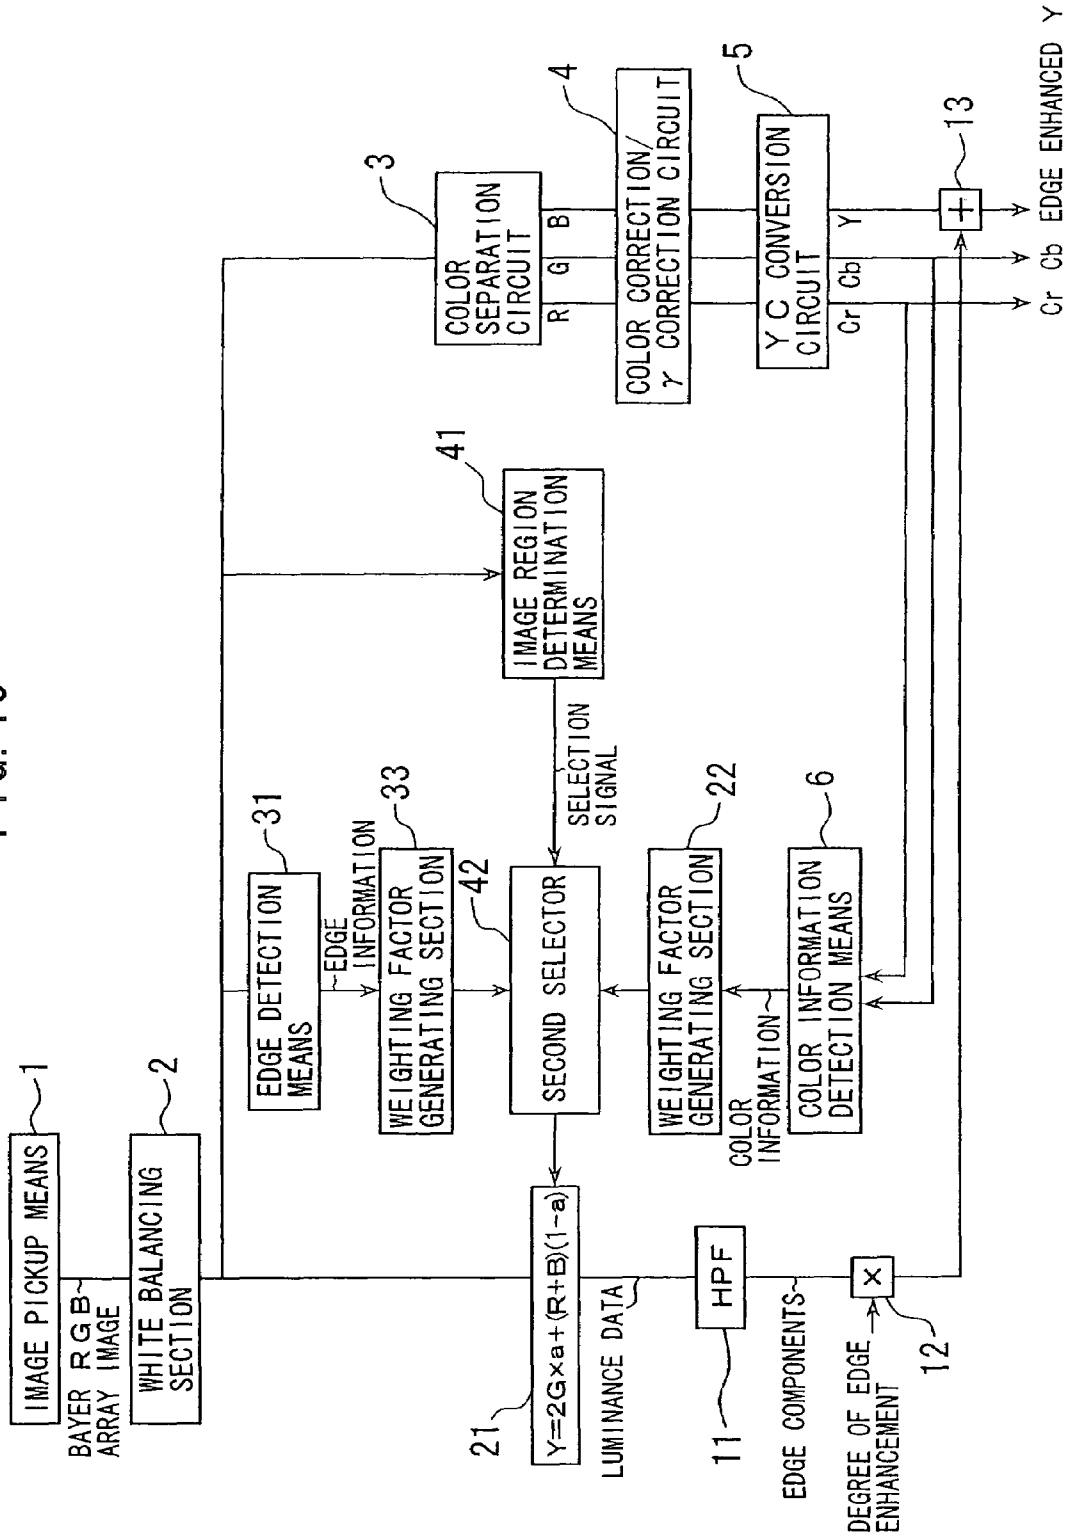 IMAGE PICKUP MEANS
1
BAYER RGB
ARRAY IMAGE
WHITE BALANCING
SECTION
2
EDGE DETECTION
MEANS
31
EDGE
INFORMATION
WEIGHTING FACTOR
GENERATING SECTION
33
SECOND SELECTOR
42
SELECTION
SIGNAL
IMAGE REGION
DETERMINATION
MEANS
41
WEIGHTING FACTOR
GENERATING SECTION
22
COLOR
INFORMATION
COLOR INFORMATION
DETECTION MEANS
6
COLOR
SEPARATION
CIRCUIT
3
R G B
COLOR CORRECTION/
γ CORRECTION CIRCUIT
4
Y C CONVERSION
CIRCUIT
5
Cr Cb Y
+
13
Cr Cb EDGE ENHANCED Y
Y=2G×a+(R+B)(1-a)
21
LUMINANCE DATA
HPF
11
EDGE COMPONENTS
×
12
DEGREE OF EDGE
ENHANCEMENT